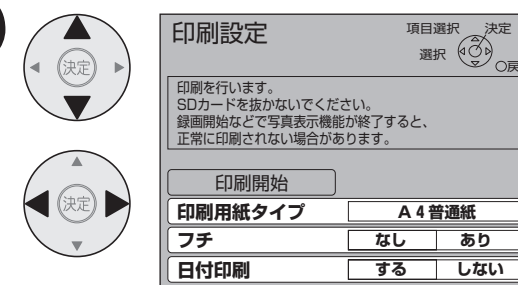 決定
決定
印刷設定
項目選択 決定
選択
戻
印刷を行います。
SDカードを抜かないでください。
録画開始などで写真表示機能が終了すると、
正常に印刷されない場合があります。
印刷開始
印刷用紙タイプ A4普通紙
フチ なし あり
日付印刷 する しない